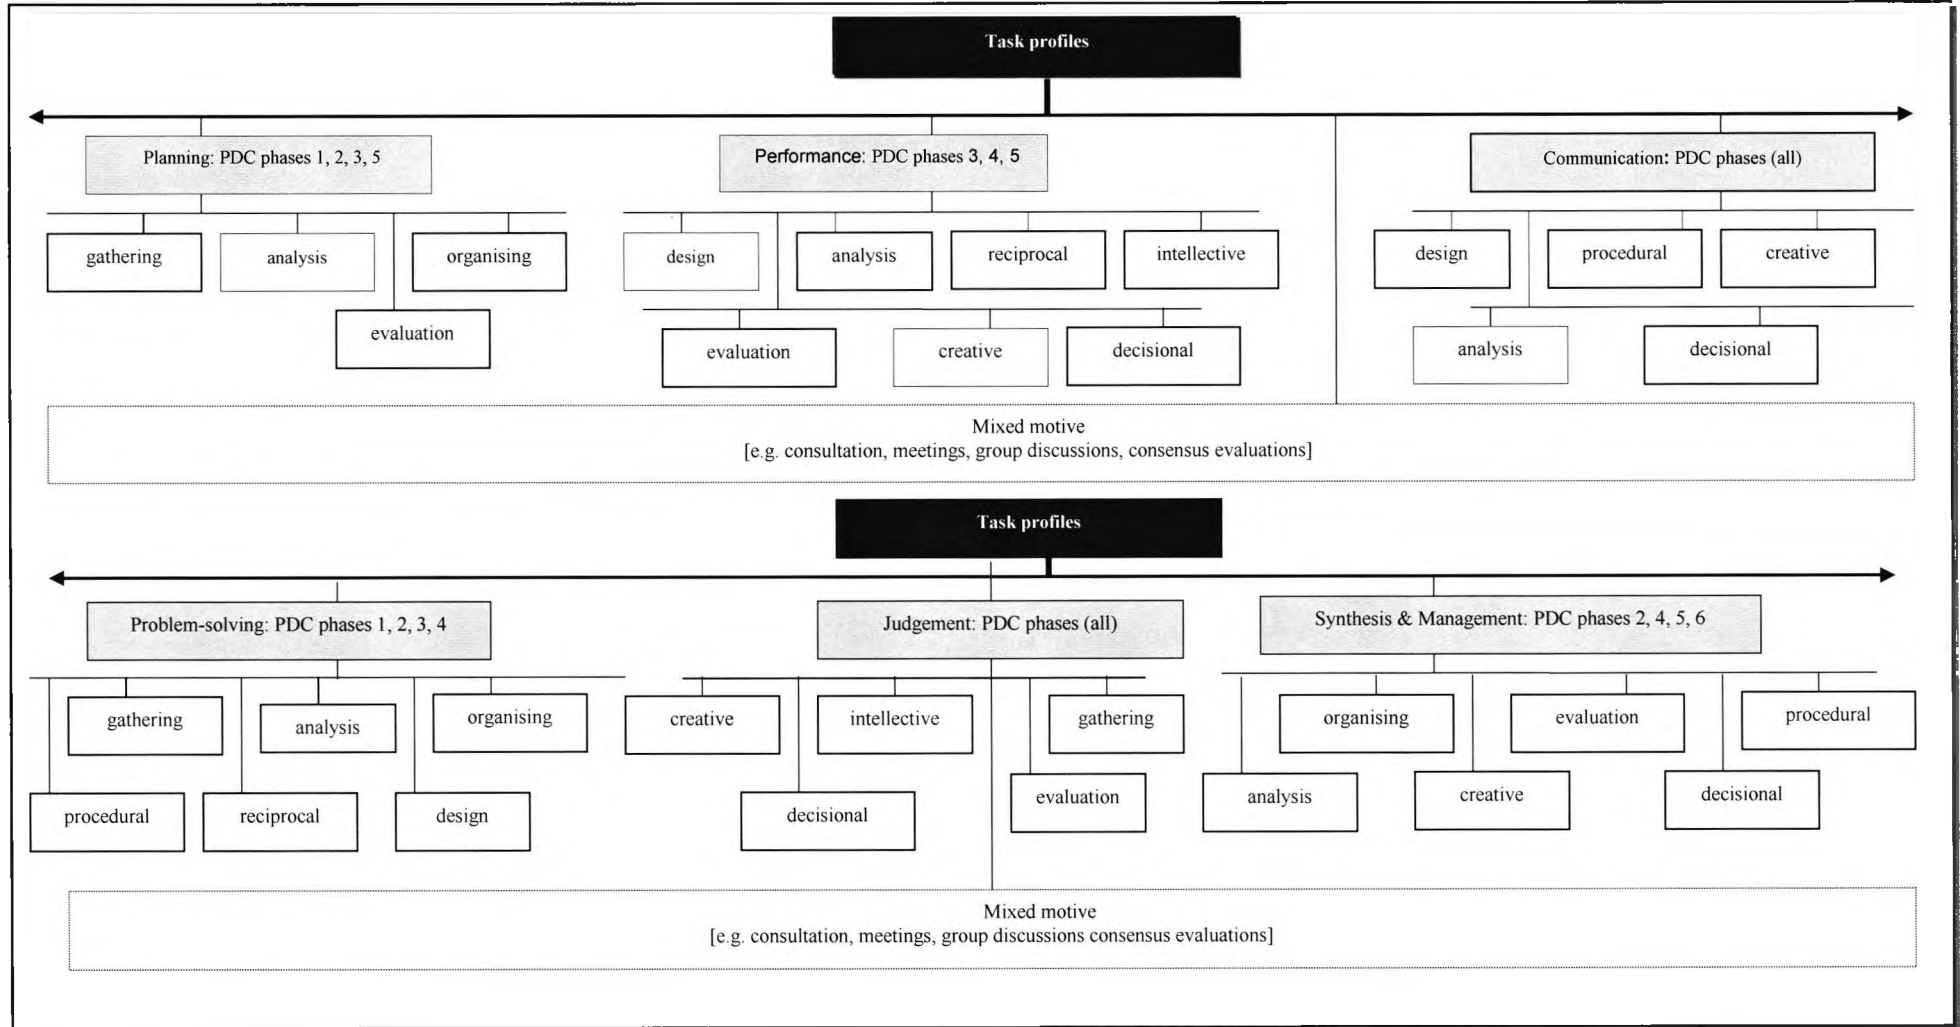 Task profiles
Planning: PDC phases 1, 2, 3, 5
Performance: PDC phases 3, 4, 5
Communication: PDC phases (all)
gathering
analysis
organising
evaluation
design
analysis
reciprocal
intellective
evaluation
creative
decisional
design
procedural
creative
analysis
decisional
Mixed motive
[e.g. consultation, meetings, group discussions, consensus evaluations]
Task profiles
Problem-solving: PDC phases 1, 2, 3, 4
Judgement: PDC phases (all)
Synthesis & Management: PDC phases 2, 4, 5, 6
gathering
analysis
organising
procedural
reciprocal
design
creative
intellective
gathering
decisional
evaluation
organising
evaluation
procedural
analysis
creative
decisional
Mixed motive
[e.g. consultation, meetings, group discussions consensus evaluations]